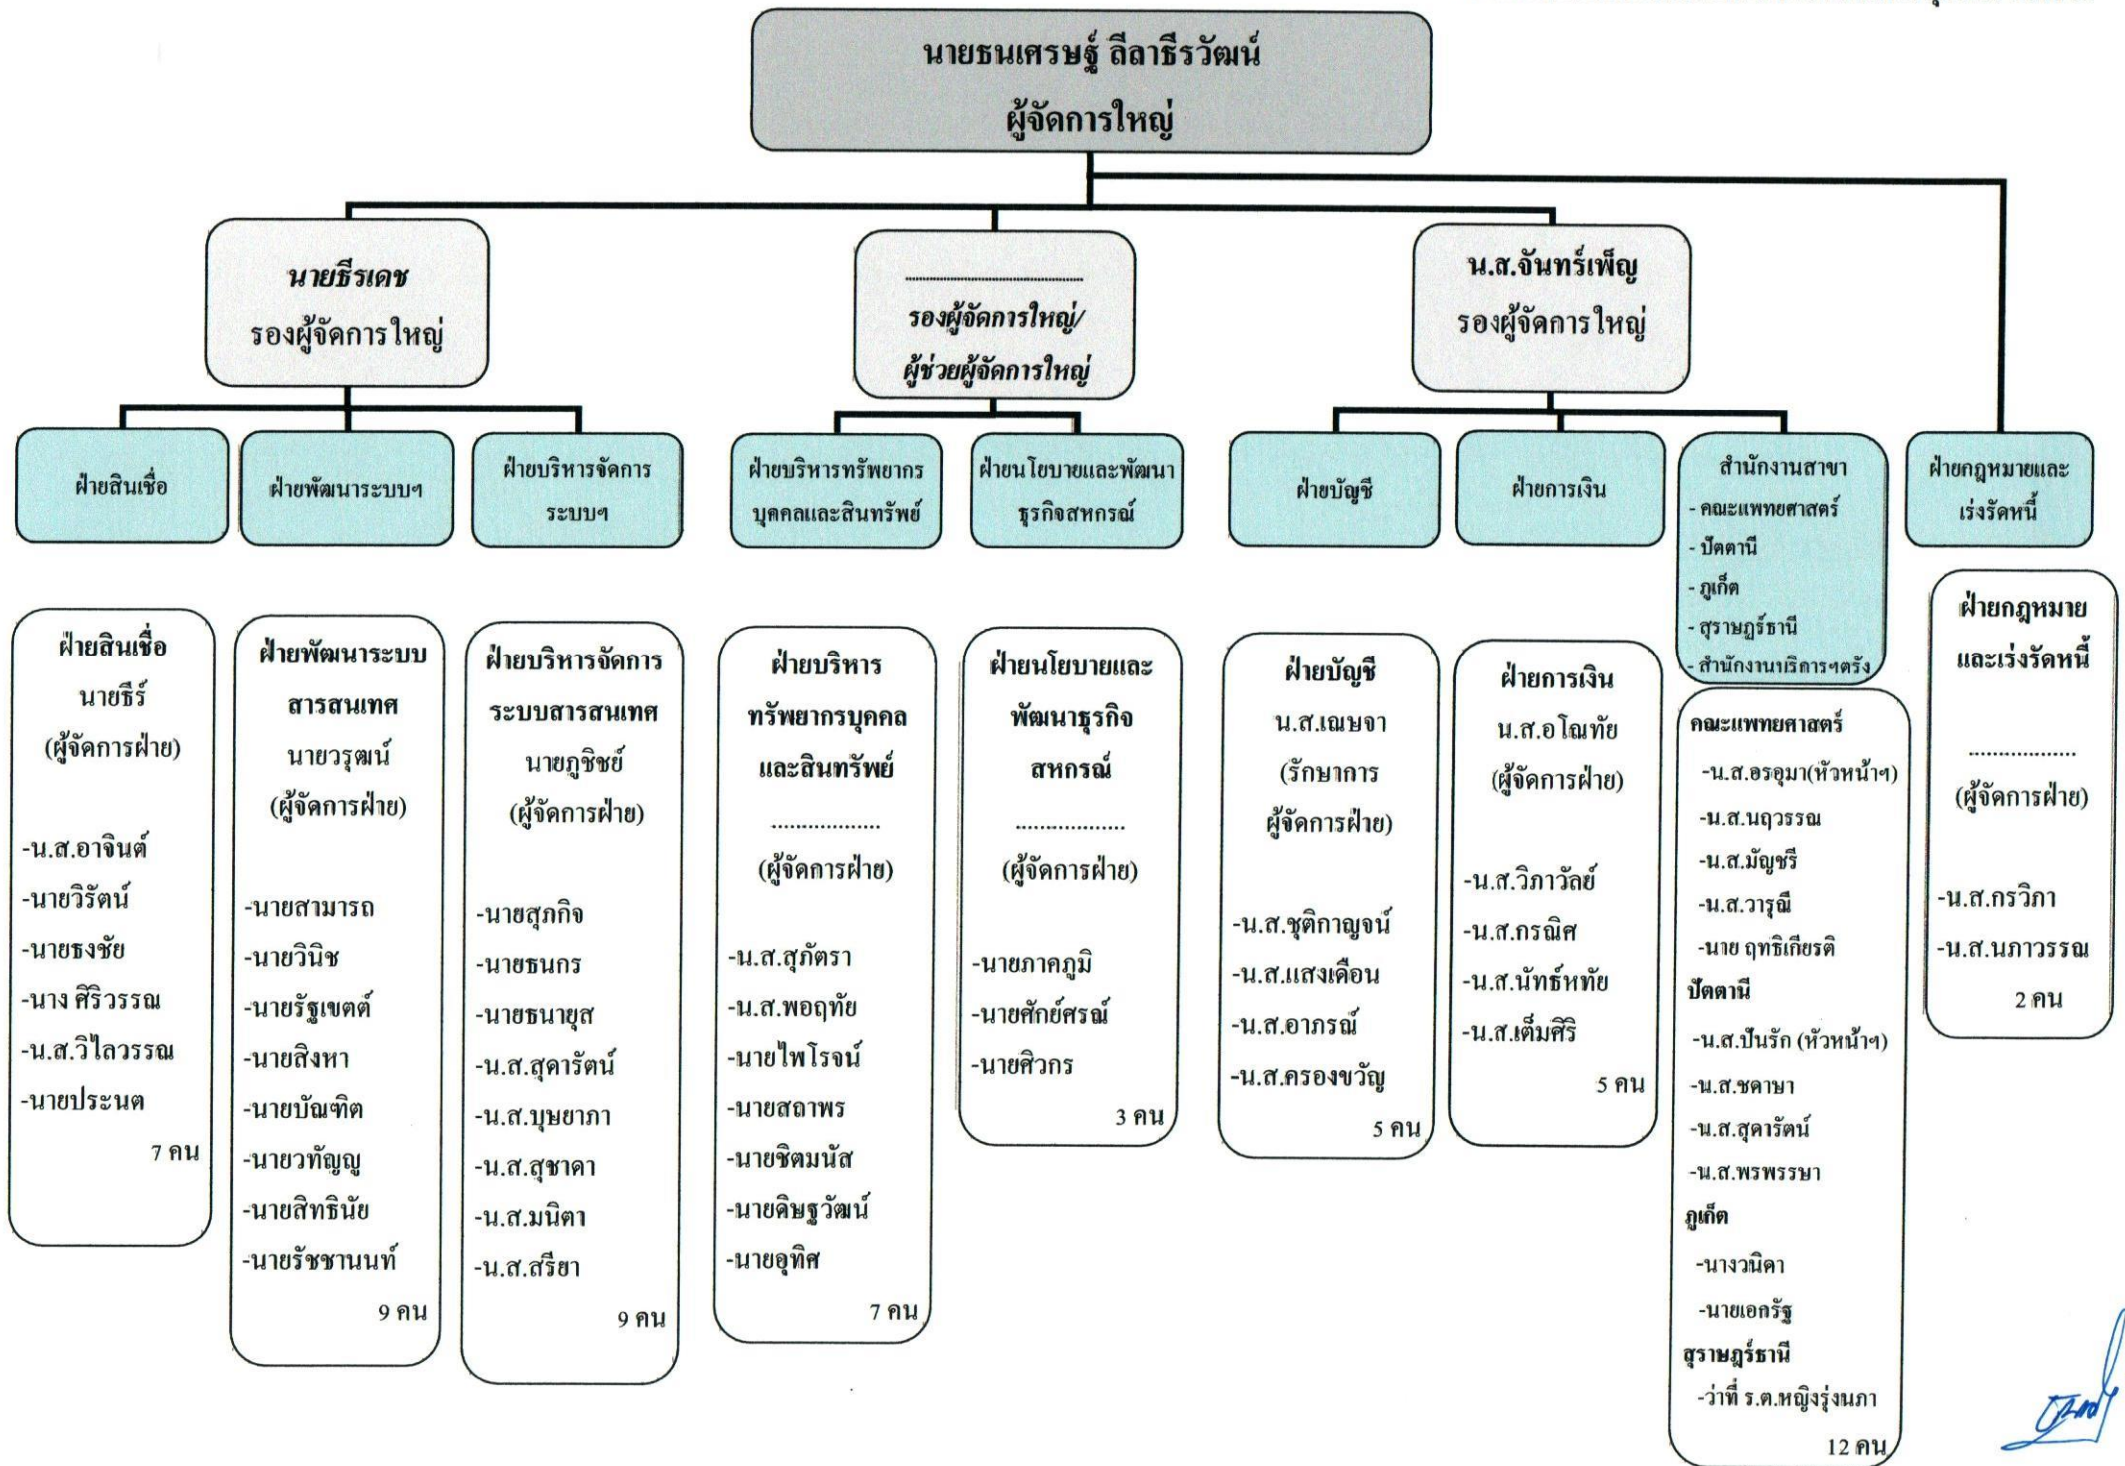 นายธนเศรษฐ์ ลีลาธีรวัฒน์
ผู้จัดการใหญ่
นายธีรเดช
รองผู้จัดการใหญ่
..............................
รองผู้จัดการใหญ่/
ผู้ช่วยผู้จัดการใหญ่
น.ส.จันทร์เพ็ญ
รองผู้จัดการใหญ่
ฝ่ายสินเชื่อ
ฝ่ายพัฒนาระบบฯ
ฝ่ายบริหารจัดการ
ระบบฯ
ฝ่ายบริหารทรัพยากร
บุคคลและสินทรัพย์
ฝ่ายนโยบายและพัฒนา
ธุรกิจสหกรณ์
ฝ่ายบัญชี
ฝ่ายการเงิน
สำนักงานสาขา
- คณะแพทยศาสตร์
- ปัตตานี
- ภูเก็ต
- สุราษฎร์ธานี
- สำนักงานบริการฯตรัง
ฝ่ายกฎหมายและ
เร่งรัดหนี้
ฝ่ายสินเชื่อ
นายธีร์
(ผู้จัดการฝ่าย)
-น.ส.อาจินต์
-นายวิรัตน์
-นายธงชัย
-นาง ศิริวรรณ
-น.ส.วิไลวรรณ
-นายประนต
7 คน
ฝ่ายพัฒนาระบบ
สารสนเทศ
นายวรุฒน์
(ผู้จัดการฝ่าย)
-นายสามารถ
-นายวินิช
-นายรัฐเขตต์
-นายสิงหา
-นายบัณฑิต
-นายวทัญญู
-นายสิทธินัย
-นายรัชชานนท์
9 คน
ฝ่ายบริหารจัดการ
ระบบสารสนเทศ
นายภูชิชย์
(ผู้จัดการฝ่าย)
-นายสุภกิจ
-นายธนกร
-นายธนายุส
-น.ส.สุดารัตน์
-น.ส.บุษยาภา
-น.ส.สุชาดา
-น.ส.มนิตา
-น.ส.สรียา
9 คน
ฝ่ายบริหาร
ทรัพยากรบุคคล
และสินทรัพย์
..................
(ผู้จัดการฝ่าย)
-น.ส.สุภัตรา
-น.ส.พอฤทัย
-นายไพโรจน์
-นายสถาพร
-นายชิตมนัส
-นายดิษฐวัฒน์
-นายอุทิศ
7 คน
ฝ่ายนโยบายและ
พัฒนาธุรกิจ
สหกรณ์
..................
(ผู้จัดการฝ่าย)
-นายภาคภูมิ
-นายศักย์ศรณ์
-นายศิวกร
3 คน
ฝ่ายบัญชี
น.ส.เณษจา
(รักษาการ
ผู้จัดการฝ่าย)
-น.ส.ชุติกาญจน์
-น.ส.แสงเดือน
-น.ส.อาภรณ์
-น.ส.ครองขวัญ
5 คน
ฝ่ายการเงิน
น.ส.อโณทัย
(ผู้จัดการฝ่าย)
-น.ส.วิภาวัลย์
-น.ส.กรณิศ
-น.ส.นัทธ์หทัย
-น.ส.เต็มศิริ
5 คน
คณะแพทยศาสตร์
-น.ส.อรอุมา(หัวหน้าฯ)
-น.ส.นฤวรรณ
-น.ส.มัญชรี
-น.ส.วารุณี
-นาย ฤทธิเกียรติ
ปัตตานี
-น.ส.ปันรัก (หัวหน้าฯ)
-น.ส.ชดาษา
-น.ส.สุดารัตน์
-น.ส.พรพรรษา
ภูเก็ต
-นางวนิดา
-นายเอกรัฐ
สุราษฎร์ธานี
-ว่าที่ ร.ต.หญิงรุ่งนภา
12 คน
ฝ่ายกฎหมาย
และเร่งรัดหนี้
..................
(ผู้จัดการฝ่าย)
-น.ส.กรวิภา
-น.ส.นภาวรรณ
2 คน